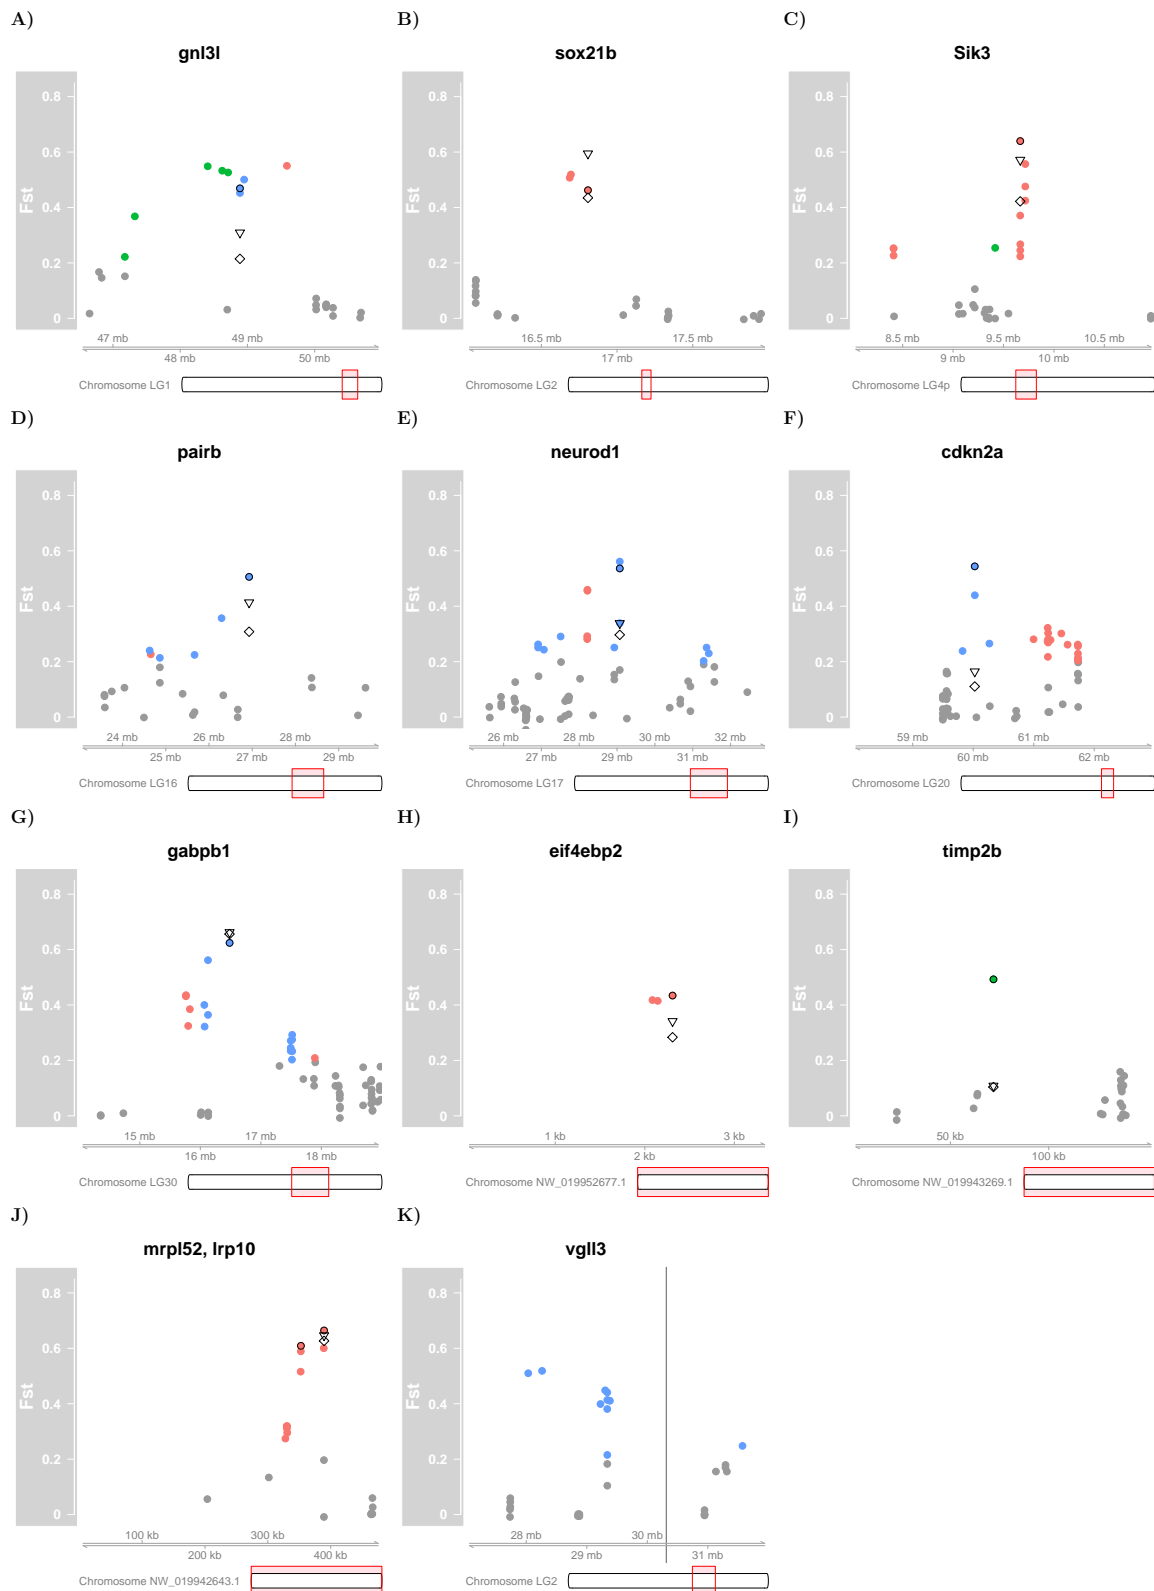 A)
gnl3l
Fst
0.8
0.6
0.4
0.2
0
47 mb
49 mb
48 mb
50 mb
Chromosome LG1
B)
sox21b
Fst
0.8
0.6
0.4
0.2
0
16.5 mb
17.5 mb
17 mb
Chromosome LG2
C)
Sik3
Fst
0.8
0.6
0.4
0.2
0
8.5 mb
9.5 mb
10.5 mb
9 mb
10 mb
Chromosome LG4p
D)
pairb
Fst
0.8
0.6
0.4
0.2
0
24 mb
26 mb
28 mb
25 mb
27 mb
29 mb
Chromosome LG16
E)
neurod1
Fst
0.8
0.6
0.4
0.2
0
26 mb
28 mb
30 mb
32 mb
27 mb
29 mb
31 mb
Chromosome LG17
F)
cdkn2a
Fst
0.8
0.6
0.4
0.2
0
59 mb
61 mb
60 mb
62 mb
Chromosome LG20
G)
gabpb1
Fst
0.8
0.6
0.4
0.2
0
15 mb
17 mb
16 mb
18 mb
Chromosome LG30
H)
eif4ebp2
Fst
0.8
0.6
0.4
0.2
0
1 kb
3 kb
2 kb
Chromosome NW_019952677.1
I)
timp2b
Fst
0.8
0.6
0.4
0.2
0
50 kb
100 kb
Chromosome NW_019943269.1
J)
mrpl52, lrp10
Fst
0.8
0.6
0.4
0.2
0
100 kb
300 kb
200 kb
400 kb
Chromosome NW_019942643.1
K)
vgll3
Fst
0.8
0.6
0.4
0.2
0
28 mb
30 mb
29 mb
31 mb
Chromosome LG2